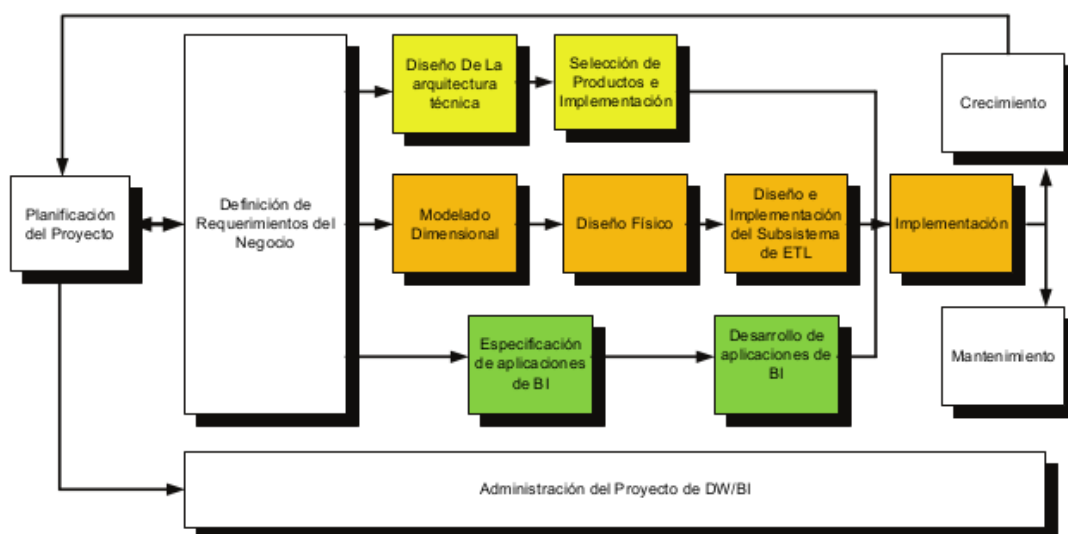 Diseño De La
arquitectura
técnica
Selección de
Productos e
Implementación
Crecimiento
Planificación
del Proyecto
Definición de
Requerimientos del
Negocio
Modelado
Dimensional
Diseño Físico
Diseño e
Implementación
del Subsistema
de ETL
Implementación
Especificación
de aplicaciones
de BI
Desarrollo de
aplicaciones de
BI
Mantenimiento
Administración del Proyecto de DW/BI